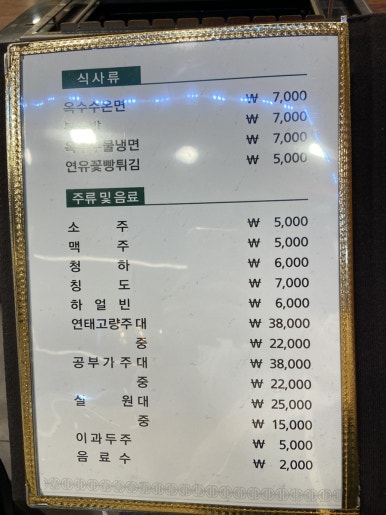 식사류
옥수수온면 ₩ 7,000
₩ 7,000
물냉면 ₩ 7,000
연유꽃빵튀김 ₩ 5,000
주류 및 음료
소 주 ₩ 5,000
맥 주 ₩ 5,000
청 하 ₩ 6,000
칭 도 ₩ 7,000
하 얼 빈 ₩ 6,000
연태고량주 대 ₩ 38,000
중 ₩ 22,000
공부가주 대 ₩ 38,000
중 ₩ 22,000
실 원 대 ₩ 25,000
중 ₩ 15,000
이과두주 ₩ 5,000
음 료 수 ₩ 2,000